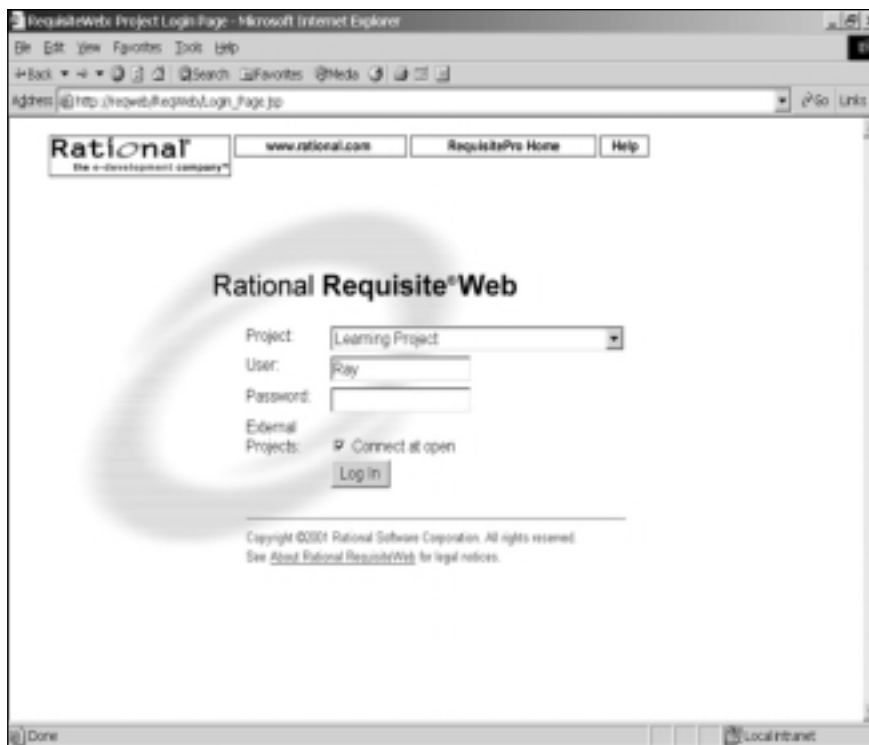 RequisiteWeb: Project Login Page - Microsoft Internet Explorer
File Edit View Favorites Tools Help
Back Search Favorites Media
Address http://reqweb/ReqWeb/Login_Page.jsp Go Links
Rational www.rational.com RequisitePro Home Help
the e-development company™
Rational Requisite®Web
Project: Learning Project
User: Ray
Password:
External
Projects: Connect at open
Log In
Copyright ©2001 Rational Software Corporation. All rights reserved.
See About Rational RequisiteWeb for legal notices.
Done Local intranet